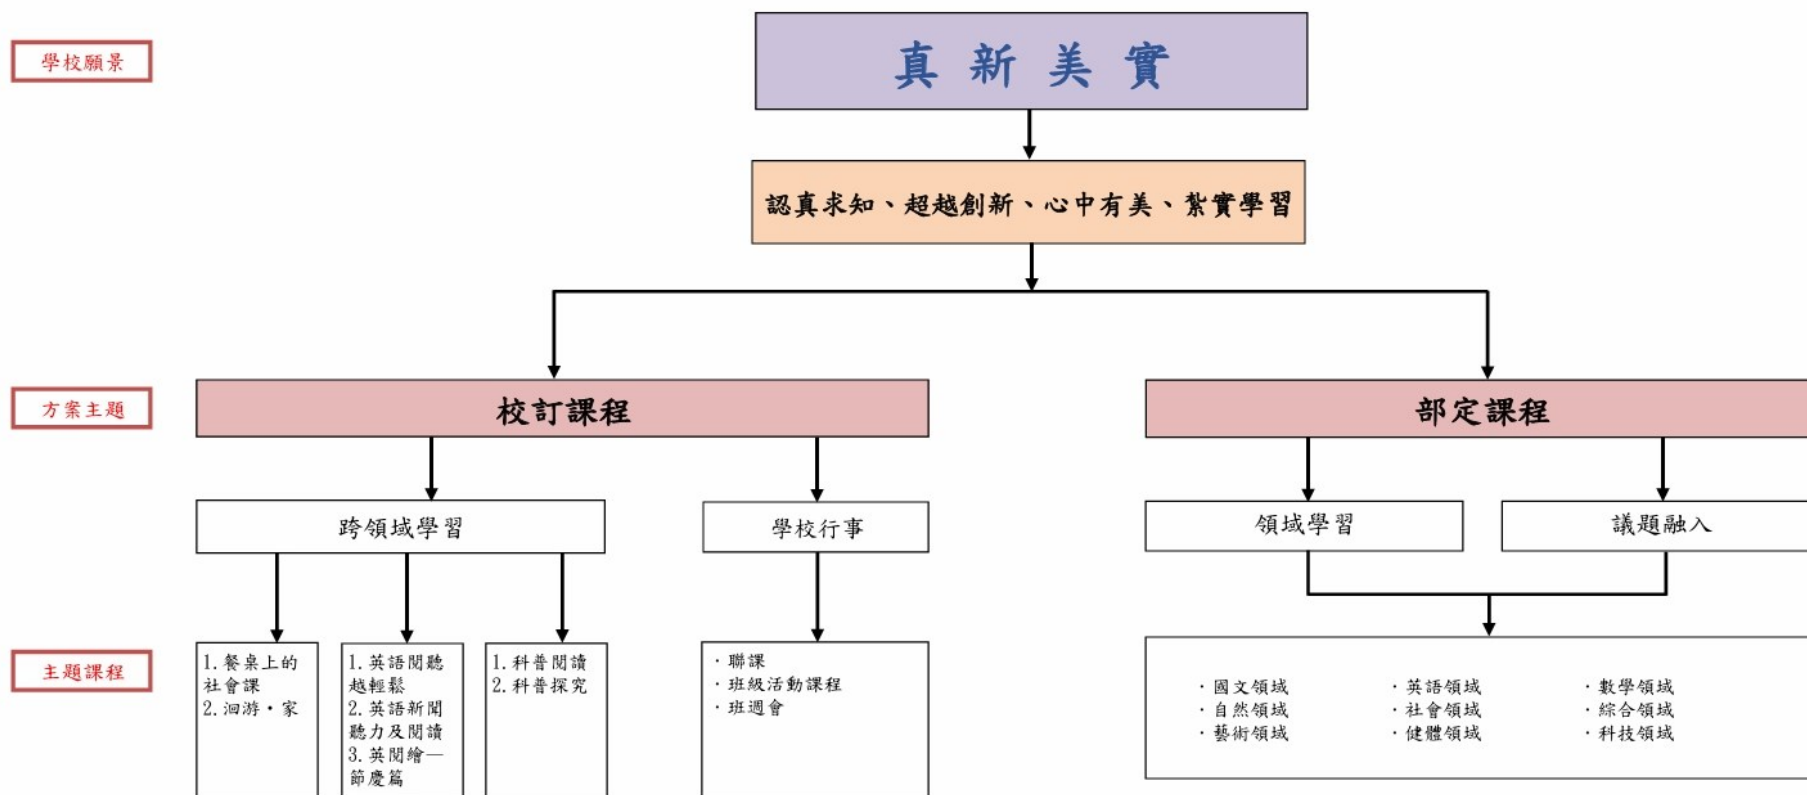 學校願景
真新美實
認真求知、超越創新、心中有美、紮實學習
方案主題
校訂課程
部定課程
跨領域學習
學校行事
領域學習
議題融入
主題課程
1. 餐桌上的
社會課
2. 洄游・家
1. 英語閱聽
越輕鬆
2. 英語新聞
聽力及閱讀
3. 英閱繪—
節慶篇
1. 科普閱讀
2. 科普探究
・聯課
・班級活動課程
・班週會
・國文領域
・自然領域
・藝術領域
・英語領域
・社會領域
・健體領域
・數學領域
・綜合領域
・科技領域